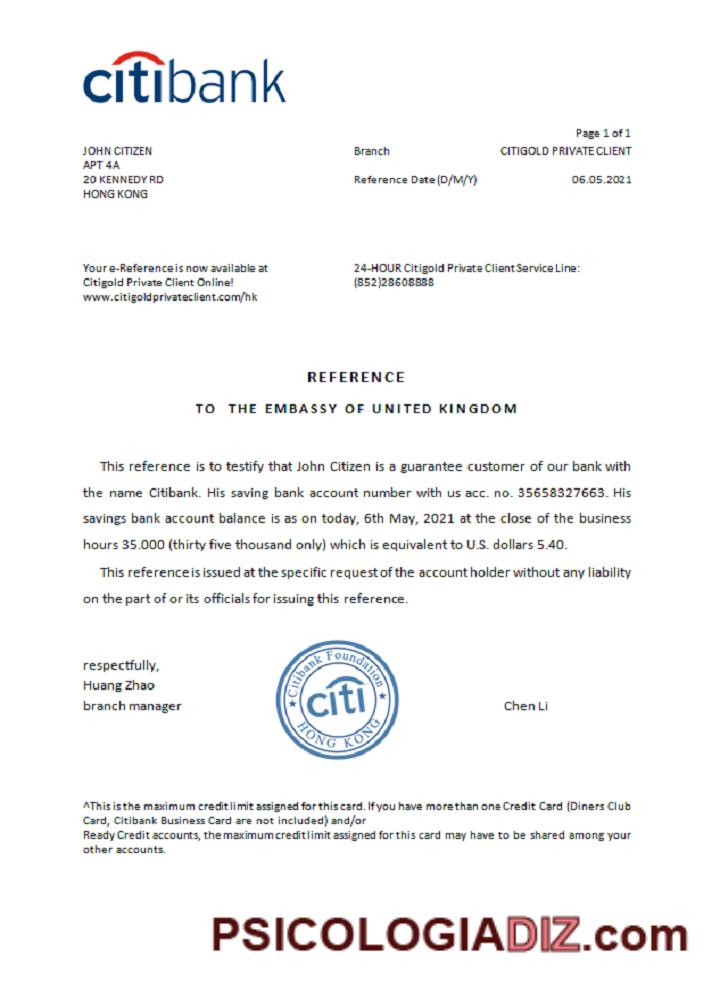 citibank
Page 1 of 1
JOHN CITIZEN
APT 4A
20 KENNEDY RD
HONG KONG
Branch
CITIGOLD PRIVATE CLIENT
Reference Date (D/M/Y)
06.05.2021
Your e-Reference is now available at
Citigold Private Client Online!
www.citigoldprivateclient.com/hk
24-HOUR Citigold Private Client Service Line:
(852)28608888
REFERENCE
TO THE EMBASSY OF UNITED KINGDOM
This reference is to testify that John Citizen is a guarantee customer of our bank with
the name Citibank. His saving bank account number with us acc. no. 35658327663. His
savings bank account balance is as on today, 6th May, 2021 at the close of the business
hours 35.000 (thirty five thousand only) which is equivalent to U.S. dollars 5.40.
This reference is issued at the specific request of the account holder without any liability
on the part of or its officials for issuing this reference.
respectfully,
Huang Zhao
branch manager
Citibank Foundation
citi
HONG KONG
Chen Li
^This is the maximum credit limit assigned for this card. If you have more than one Credit Card (Diners Club
Card, Citibank Business Card are not included) and/or
Ready Credit accounts, the maximum credit limit assigned for this card may have to be shared among your
other accounts.
PSICOLOGIADIZ.com